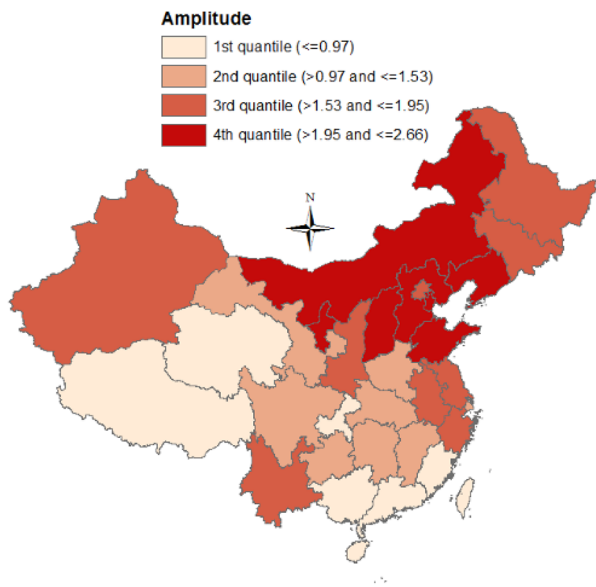 Amplitude
1st quantile (<=0.97)
2nd quantile (>0.97 and <=1.53)
3rd quantile (>1.53 and <=1.95)
4th quantile (>1.95 and <=2.66)
N